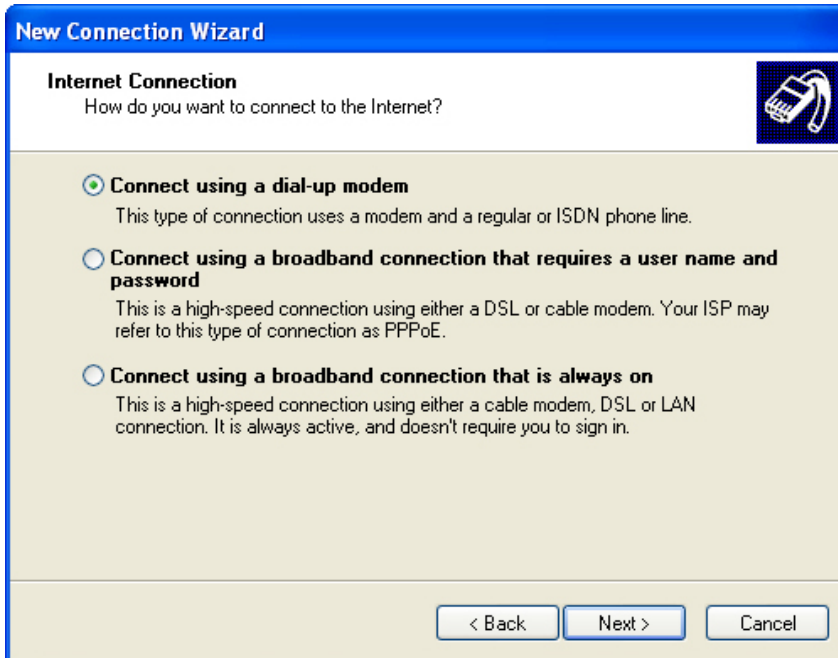 New Connection Wizard
Internet Connection
How do you want to connect to the Internet?
Connect using a dial-up modem
This type of connection uses a modem and a regular or ISDN phone line.
Connect using a broadband connection that requires a user name and
password
This is a high-speed connection using either a DSL or cable modem. Your ISP may
refer to this type of connection as PPPoE.
Connect using a broadband connection that is always on
This is a high-speed connection using either a cable modem, DSL or LAN
connection. It is always active, and doesn't require you to sign in.
< Back Next > Cancel